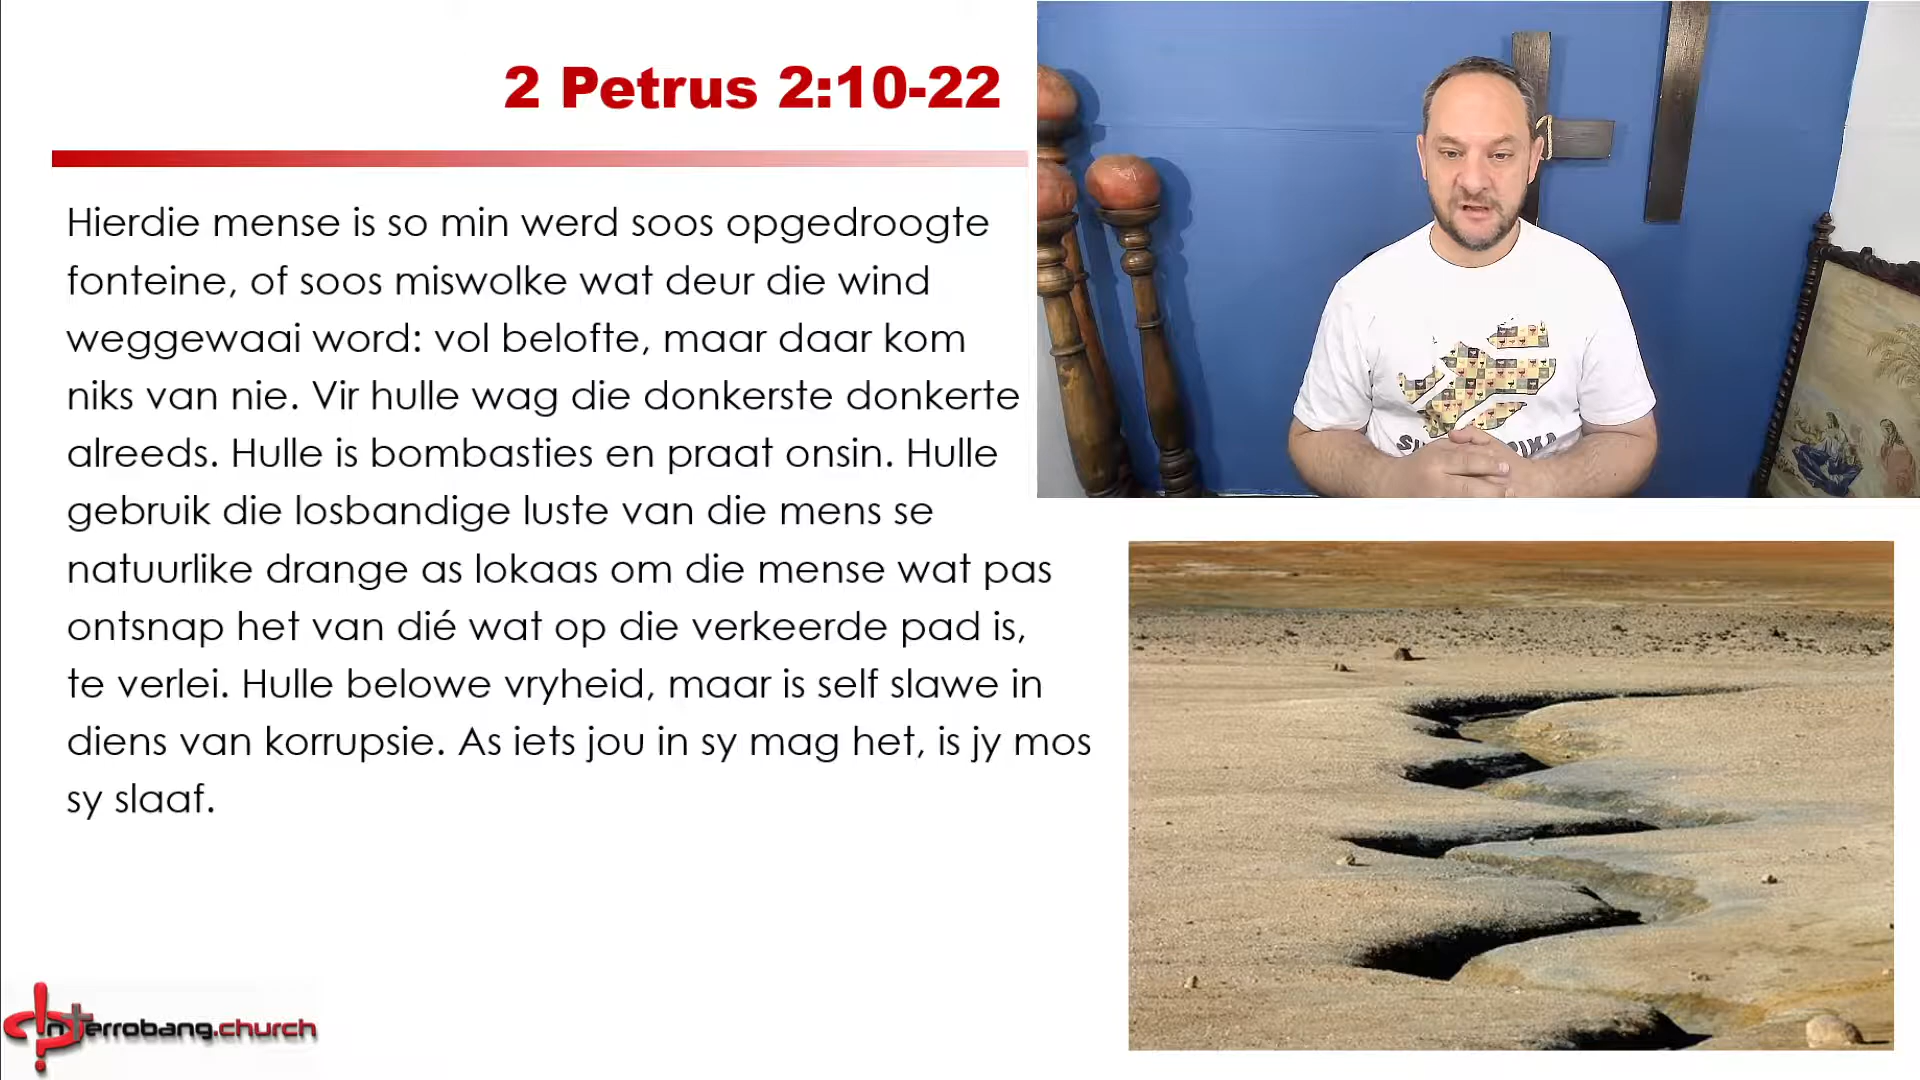 2 Petrus 2:10-22
Hierdie mense is so min werd soos opgedroogte
fonteine, of soos miswolke wat deur die wind
weggewaai word: vol belofte, maar daar kom
niks van nie. Vir hulle wag die donkerste donkerte
alreeds. Hulle is bombasties en praat onsin. Hulle
gebruik die losbandige luste van die mens se
natuurlike drange as lokaas om die mense wat pas
ontsnap het van dié wat op die verkeerde pad is,
te verlei. Hulle belowe vryheid, maar is self slawe in
diens van korrupsie. As iets jou in sy mag het, is jy mos
sy slaaf.
interrobang.church